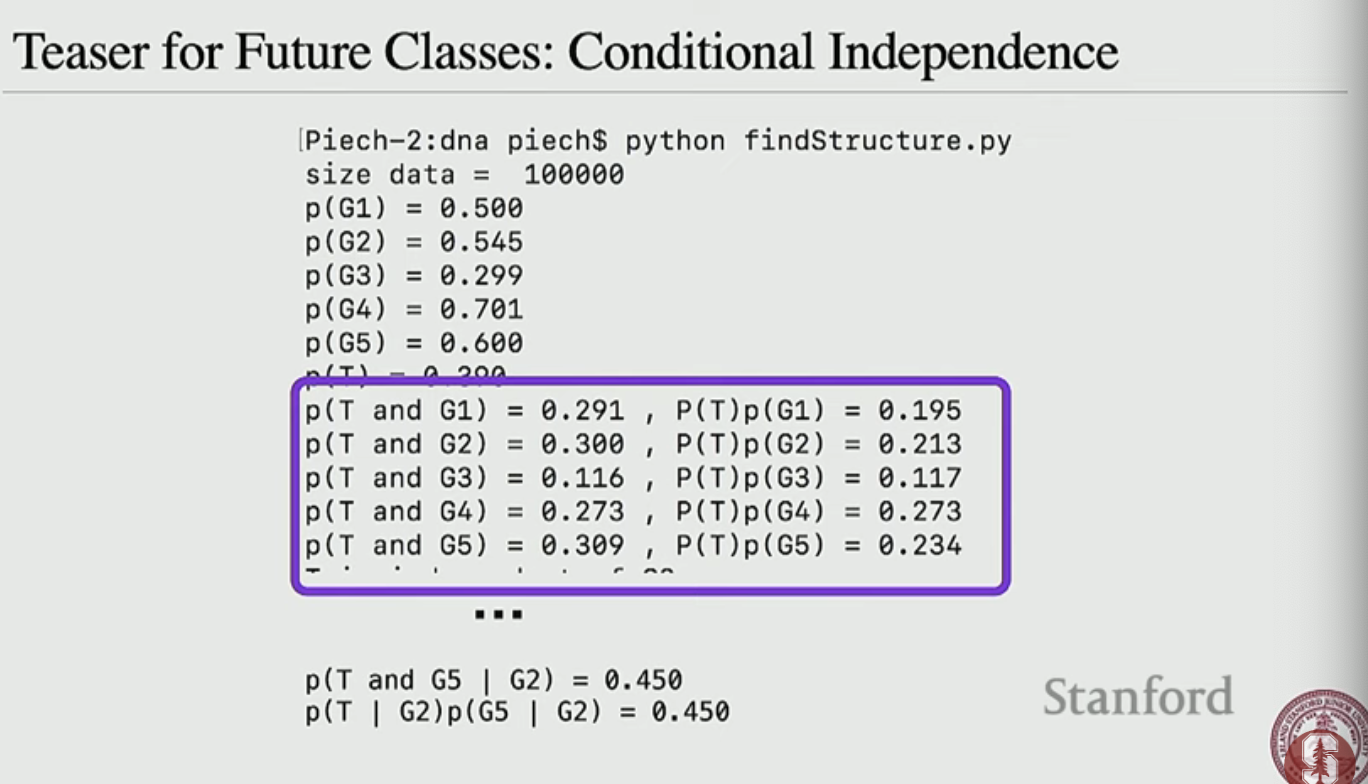 Teaser for Future Classes: Conditional Independence
[Piech-2:dna piech$ python findStructure.py
size data =  100000
p(G1) = 0.500
p(G2) = 0.545
p(G3) = 0.299
p(G4) = 0.701
p(G5) = 0.600
p(T) = 0.390
p(T and G1) = 0.291 , P(T)p(G1) = 0.195
p(T and G2) = 0.300 , P(T)p(G2) = 0.213
p(T and G3) = 0.116 , P(T)p(G3) = 0.117
p(T and G4) = 0.273 , P(T)p(G4) = 0.273
p(T and G5) = 0.309 , P(T)p(G5) = 0.234
...
p(T and G5 | G2) = 0.450
p(T | G2)p(G5 | G2) = 0.450
Stanford